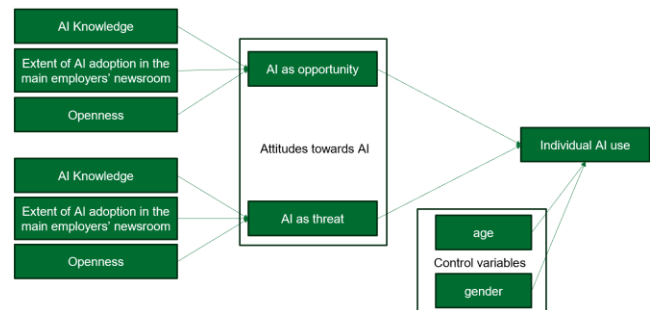 AI Knowledge
Extent of AI adoption in the
main employers' newsroom
Openness
AI as opportunity
Attitudes towards AI
Individual AI use
AI Knowledge
Extent of AI adoption in the
main employers' newsroom
Openness
AI as threat
age
Control variables
gender